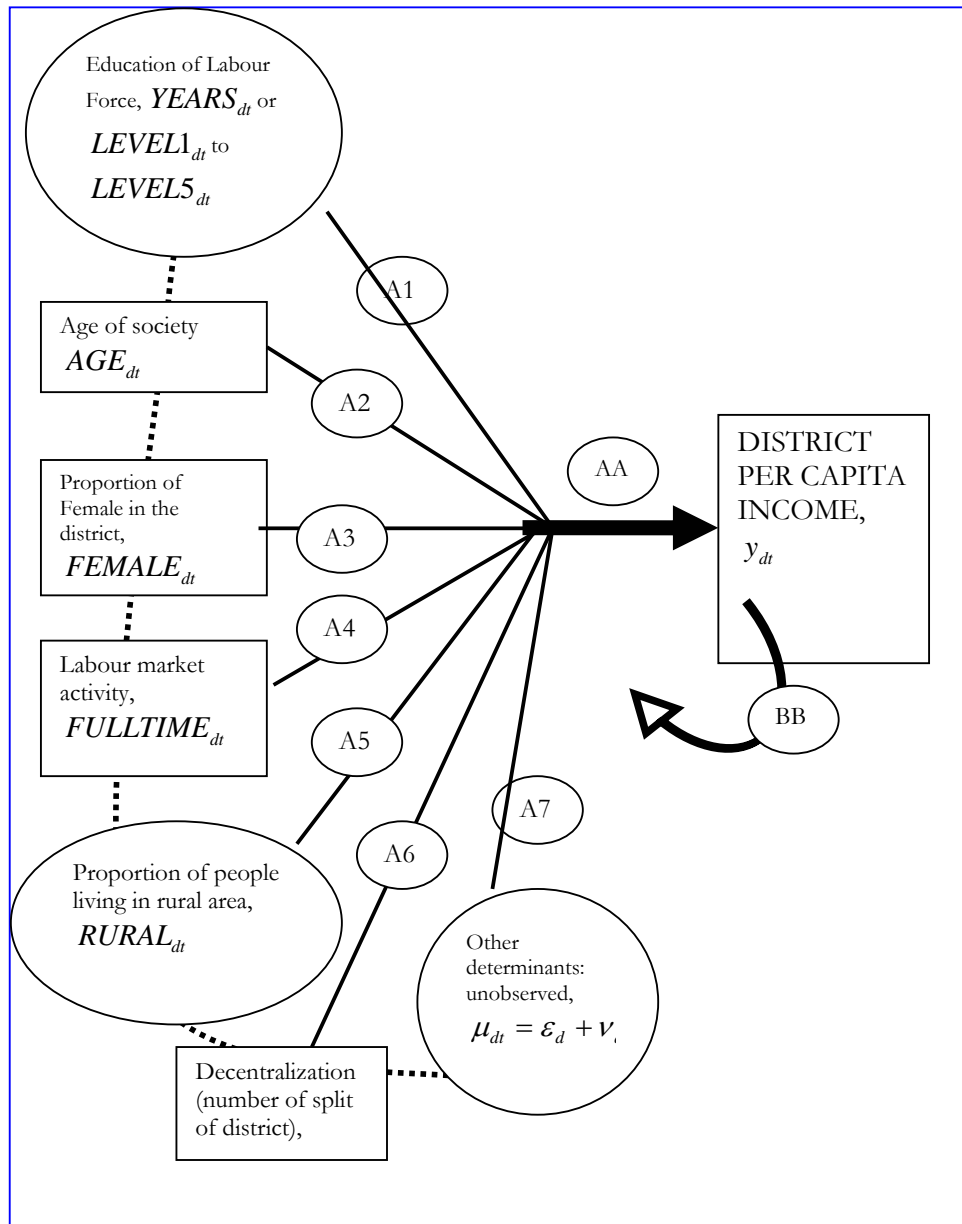 Education of Labour
Force, YEARS_dt or
LEVEL1_dt to
LEVEL5_dt
A1
Age of society
AGE_dt
A2
AA
DISTRICT
PER CAPITA
INCOME,
y_dt
Proportion of
Female in the
district,
FEMALE_dt
A3
A4
Labour market
activity,
FULLTIME_dt
BB
A5
A7
A6
Proportion of people
living in rural area,
RURAL_dt
Other
determinants:
unobserved,
μ_dt = ε_d + ν
Decentralization
(number of split
of district),